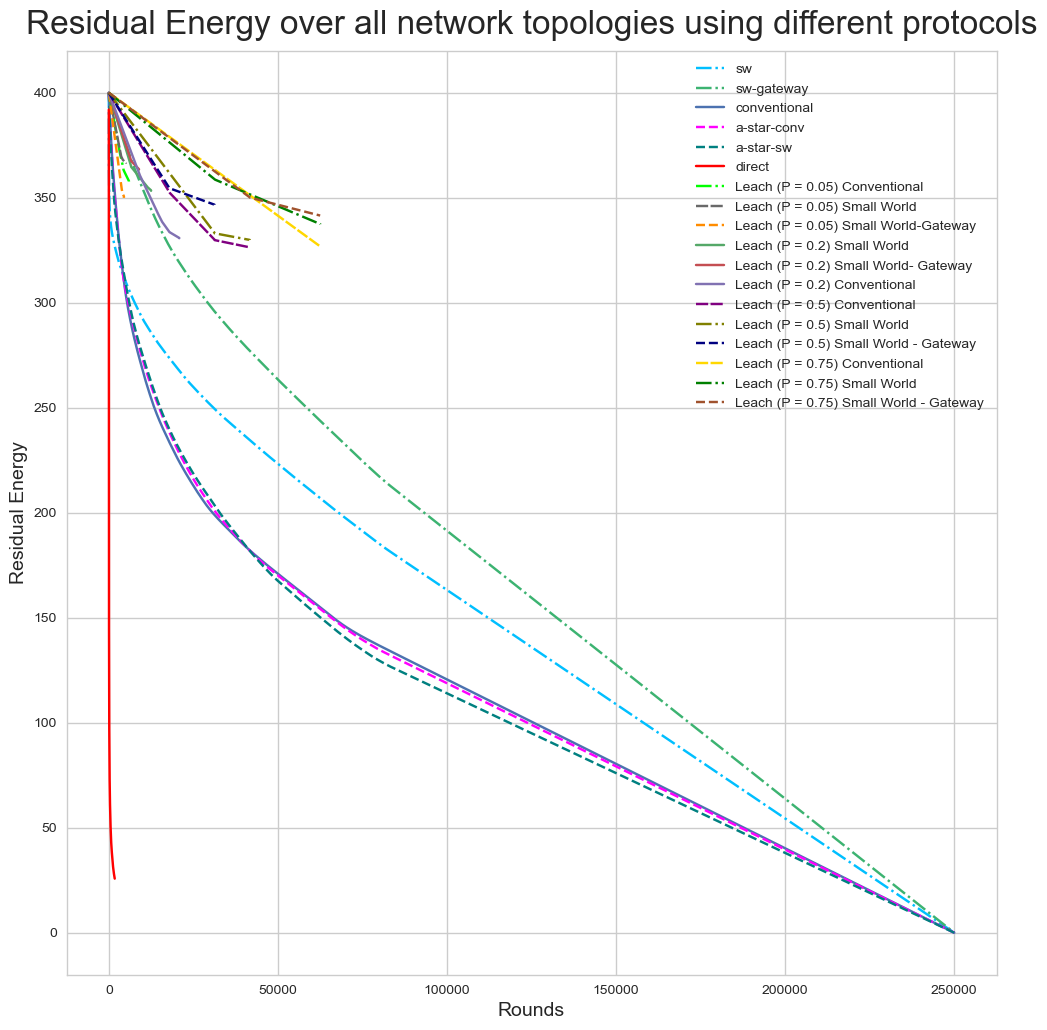 Residual Energy over all network topologies using different protocols
sw
sw-gateway
conventional
a-star-conv
a-star-sw
direct
Leach (P = 0.05) Conventional
Leach (P = 0.05) Small World
Leach (P = 0.05) Small World-Gateway
Leach (P = 0.2) Small World
Leach (P = 0.2) Small World- Gateway
Leach (P = 0.2) Conventional
Leach (P = 0.5) Conventional
Leach (P = 0.5) Small World
Leach (P = 0.5) Small World - Gateway
Leach (P = 0.75) Conventional
Leach (P = 0.75) Small World
Leach (P = 0.75) Small World - Gateway
400
350
300
250
200
150
100
50
0
Residual Energy
0 50000 100000 150000 200000 250000
Rounds